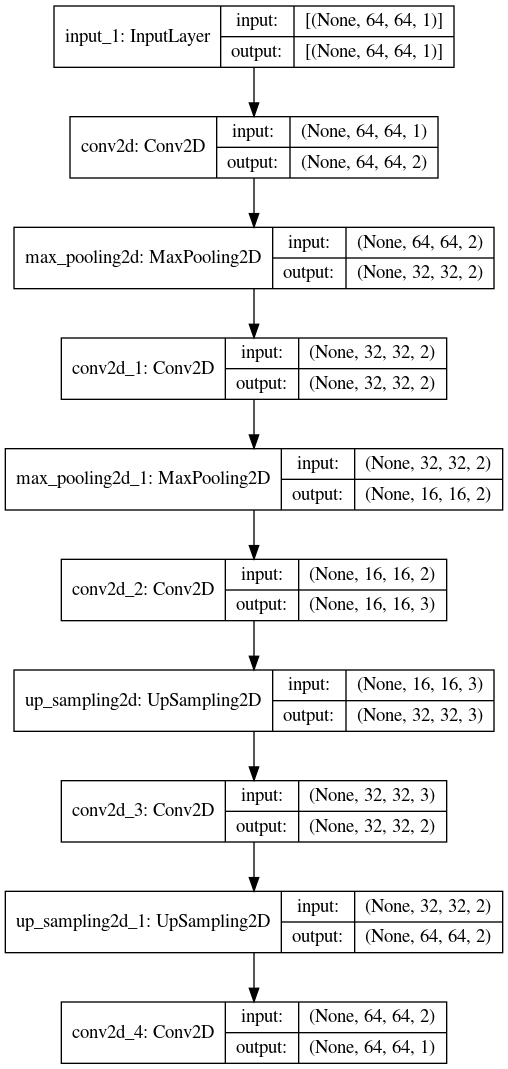 input_1: InputLayer
input: [(None, 64, 64, 1)]
output: [(None, 64, 64, 1)]
conv2d: Conv2D
input: (None, 64, 64, 1)
output: (None, 64, 64, 2)
max_pooling2d: MaxPooling2D
input: (None, 64, 64, 2)
output: (None, 32, 32, 2)
conv2d_1: Conv2D
input: (None, 32, 32, 2)
output: (None, 32, 32, 2)
max_pooling2d_1: MaxPooling2D
input: (None, 32, 32, 2)
output: (None, 16, 16, 2)
conv2d_2: Conv2D
input: (None, 16, 16, 2)
output: (None, 16, 16, 3)
up_sampling2d: UpSampling2D
input: (None, 16, 16, 3)
output: (None, 32, 32, 3)
conv2d_3: Conv2D
input: (None, 32, 32, 3)
output: (None, 32, 32, 2)
up_sampling2d_1: UpSampling2D
input: (None, 32, 32, 2)
output: (None, 64, 64, 2)
conv2d_4: Conv2D
input: (None, 64, 64, 2)
output: (None, 64, 64, 1)